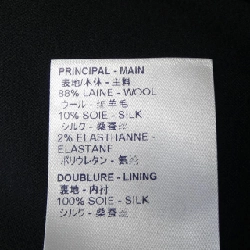 PRINCIPAL - MAIN
表地/本体 - 主料
88% LAINE - WOOL
ウール - 绵羊毛
10% SOIE - SILK
シルク - 桑蚕丝
2% ELASTHANNE -
ELASTANE
ポリウレタン - 氨纶
DOUBLURE - LINING
裏地 - 内付
100% SOIE - SILK
シルク - 桑蚕丝